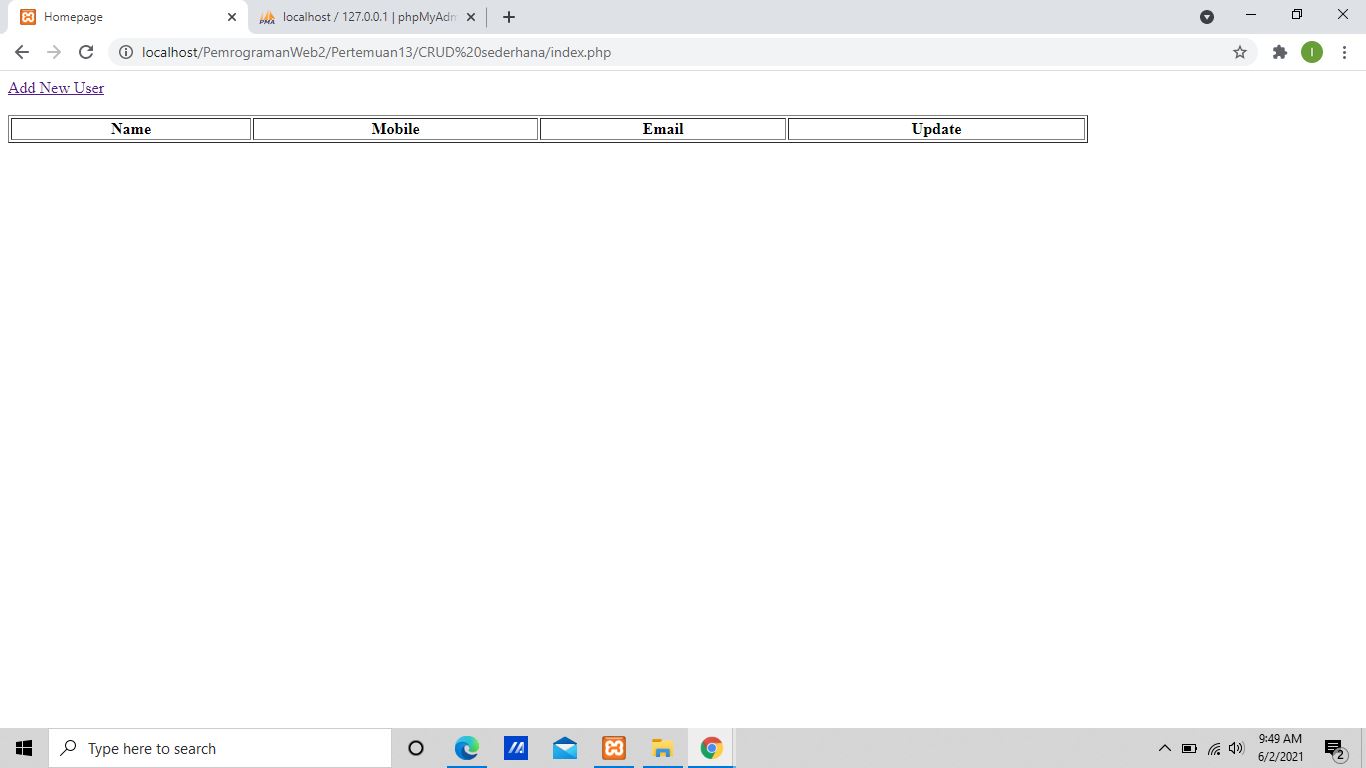 Homepage
localhost / 127.0.0.1 | phpMyAdm
localhost/PemrogramanWeb2/Pertemuan13/CRUD%20sederhana/index.php
I
Add New User
Name Mobile Email Update
PMA
Type here to search
9:49 AM
6/2/2021
2